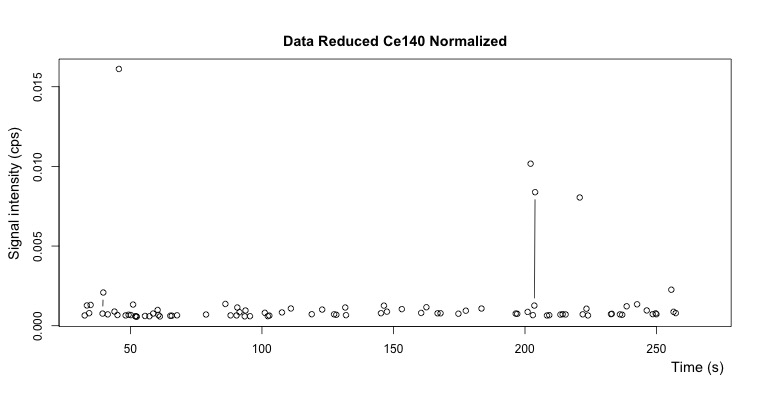 Data Reduced Ce140 Normalized
Signal intensity (cps)
0.015
0.010
0.005
0.000
50 100 150 200 250
Time (s)